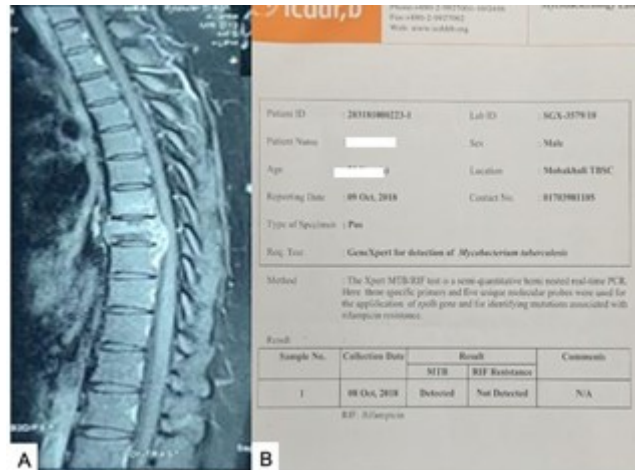 icddr,b
Web: www.icddrb.org
Patient ID : 203181000223-1 Lab ID : SGX-3579/18
Patient Name Sex : Male
Age Location : Mohakhali TBSC
Reporting Date : 09 Oct, 2018 Contact No. : 01703981105
Type of Specimen : Pus
Req. Test : GeneXpert for detection of Mycobacterium tuberculosis
Method : The Xpert MTB/RIF test is a semi-quantitative hemi nested real-time PCR.
Here three specific primers and five unique molecular probes were used for
the application of rpoB gene and for identifying mutations associated with
rifampicin resistance.
Result
Sample No. Collection Date Result Comments
MTB RIF Resistance
1 08 Oct, 2018 Detected Not Detected N/A
RIF: Rifampicin
A
B